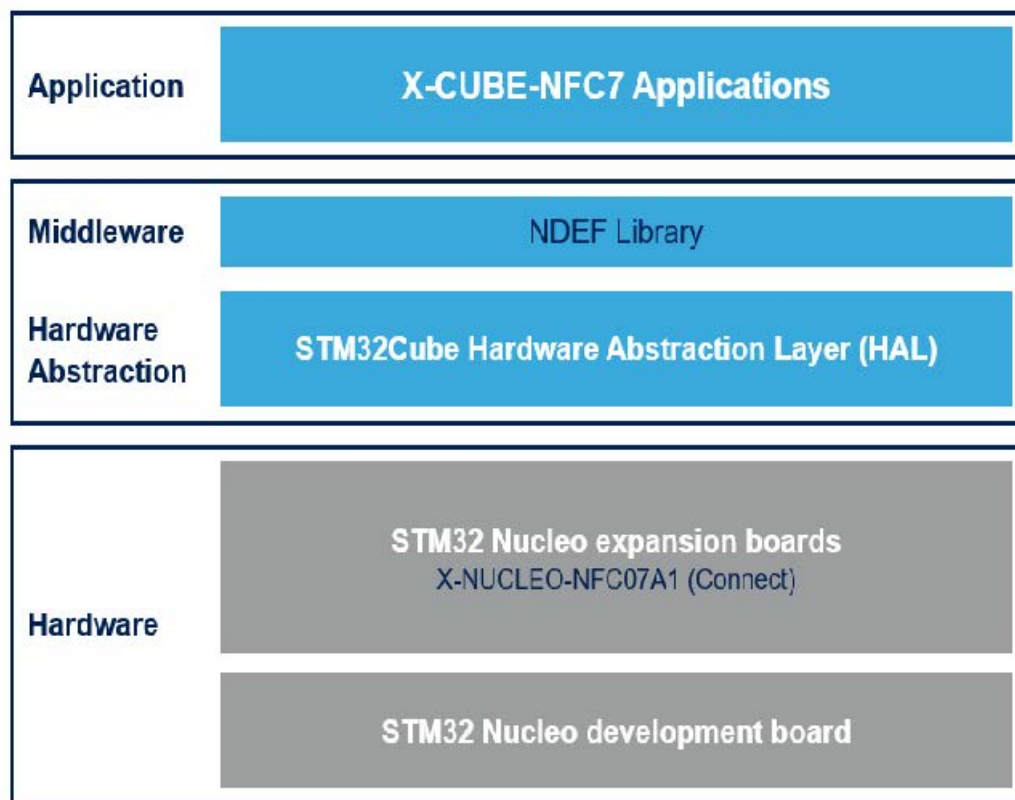 Application
X-CUBE-NFC7 Applications
Middleware
NDEF Library
Hardware
Abstraction
STM32Cube Hardware Abstraction Layer (HAL)
Hardware
STM32 Nucleo expansion boards
X-NUCLEO-NFC07A1 (Connect)
STM32 Nucleo development board